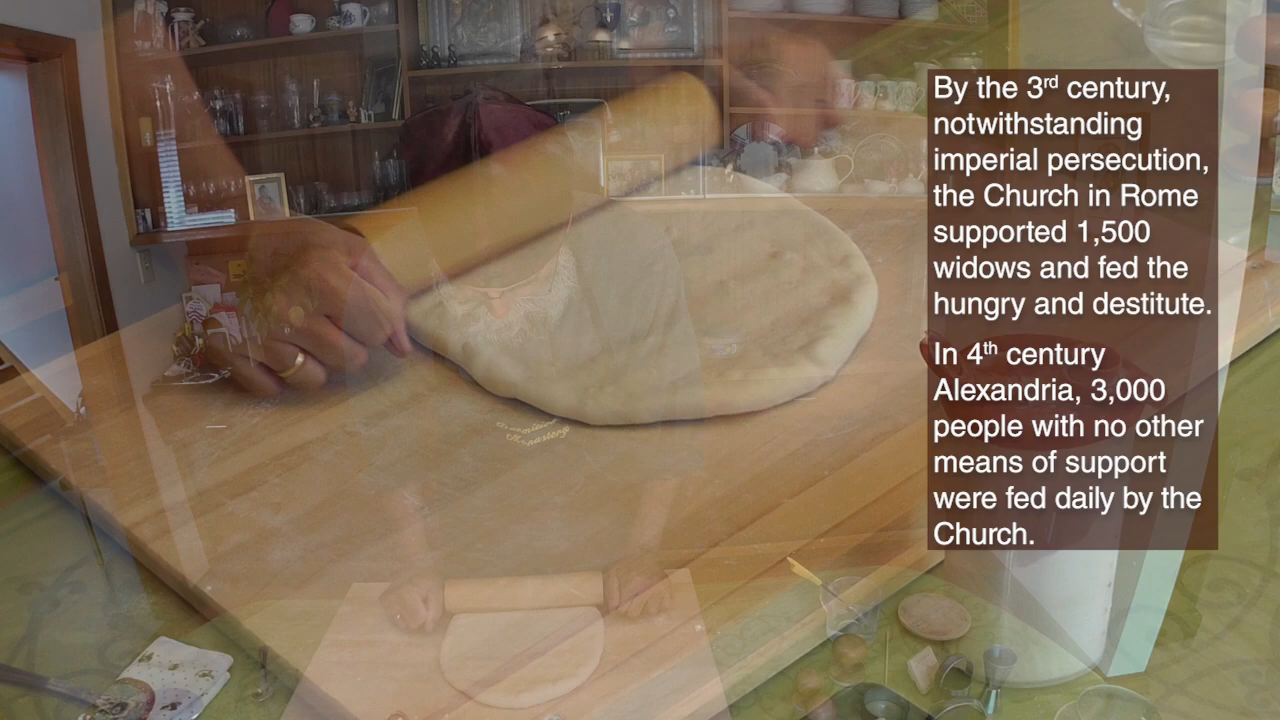 By the 3rd century,
notwithstanding
imperial persecution,
the Church in Rome
supported 1,500
widows and fed the
hungry and destitute.
In 4th century
Alexandria, 3,000
people with no other
means of support
were fed daily by the
Church.
Monastery